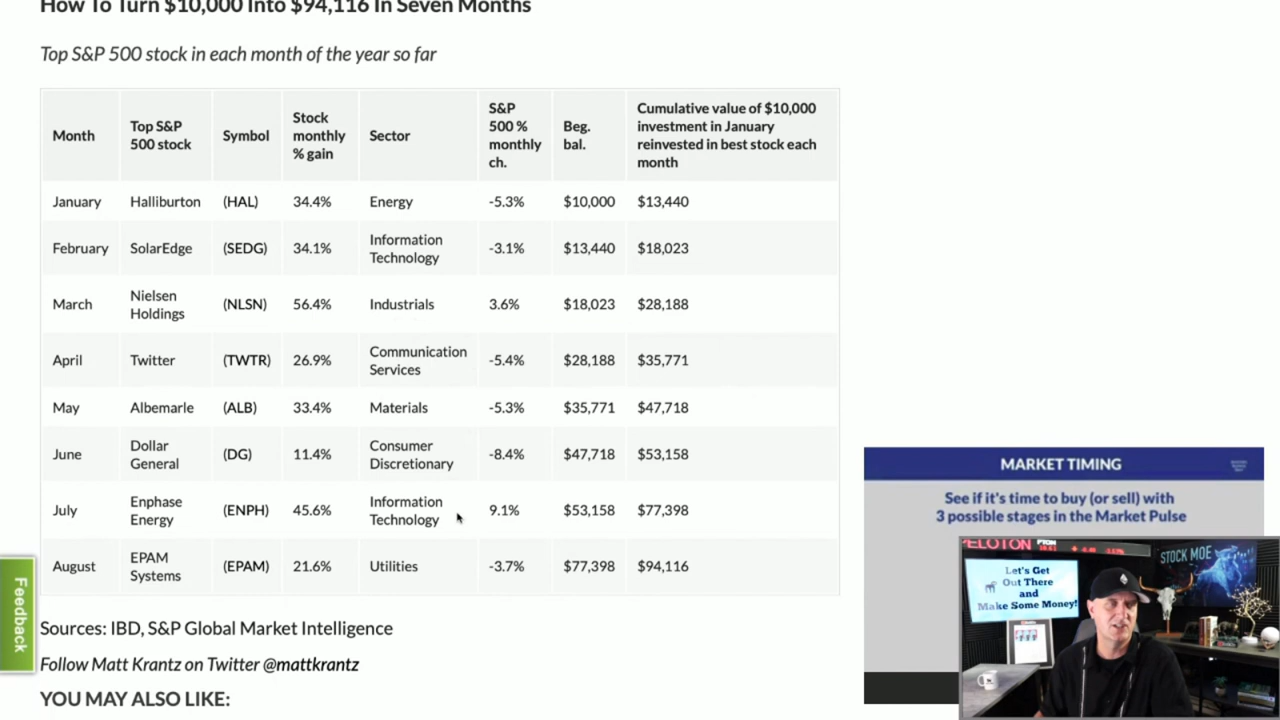 How To Turn $10,000 Into $94,116 In Seven Months
Top S&P 500 stock in each month of the year so far
Month | Top S&P 500 stock | Symbol | Stock monthly % gain | Sector | S&P 500 % monthly ch. | Beg. bal. | Cumulative value of $10,000 investment in January reinvested in best stock each month
January | Halliburton | (HAL) | 34.4% | Energy | -5.3% | $10,000 | $13,440
February | SolarEdge | (SEDG) | 34.1% | Information Technology | -3.1% | $13,440 | $18,023
March | Nielsen Holdings | (NLSN) | 56.4% | Industrials | 3.6% | $18,023 | $28,188
April | Twitter | (TWTR) | 26.9% | Communication Services | -5.4% | $28,188 | $35,771
May | Albemarle | (ALB) | 33.4% | Materials | -5.3% | $35,771 | $47,718
June | Dollar General | (DG) | 11.4% | Consumer Discretionary | -8.4% | $47,718 | $53,158
July | Enphase Energy | (ENPH) | 45.6% | Information Technology | 9.1% | $53,158 | $77,398
August | EPAM Systems | (EPAM) | 21.6% | Utilities | -3.7% | $77,398 | $94,116
Sources: IBD, S&P Global Market Intelligence
Follow Matt Krantz on Twitter @mattkrantz
YOU MAY ALSO LIKE:
Feedback
MARKET TIMING
See if it's time to buy (or sell) with
3 possible stages in the Market Pulse
PELOTON PTON
STOCK MOE
Let's Get
Out There
and
Make Some Money!